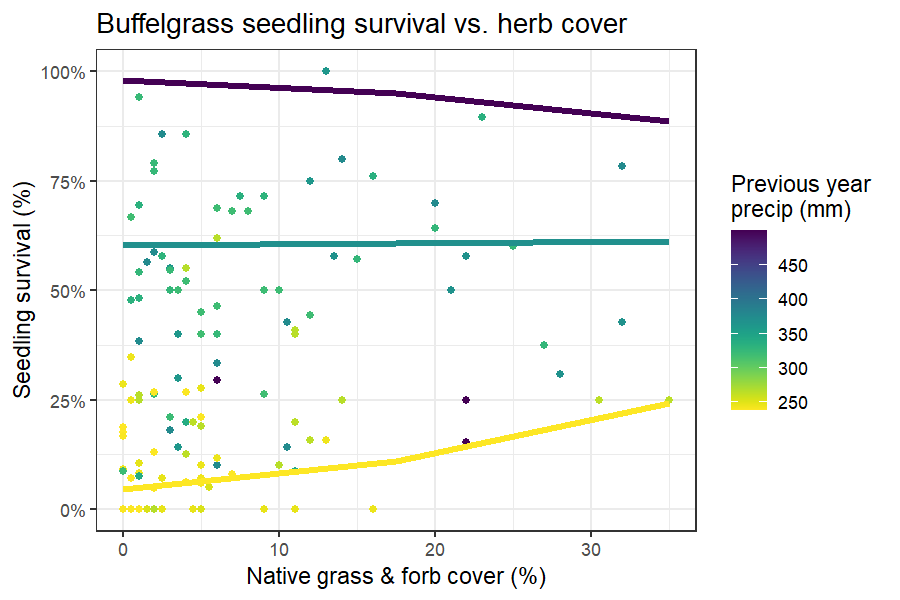 Buffelgrass seedling survival vs. herb cover
Seedling survival (%)
100%
75%
50%
25%
0%
0 10 20 30
Native grass & forb cover (%)
Previous year
precip (mm)
450
400
350
300
250